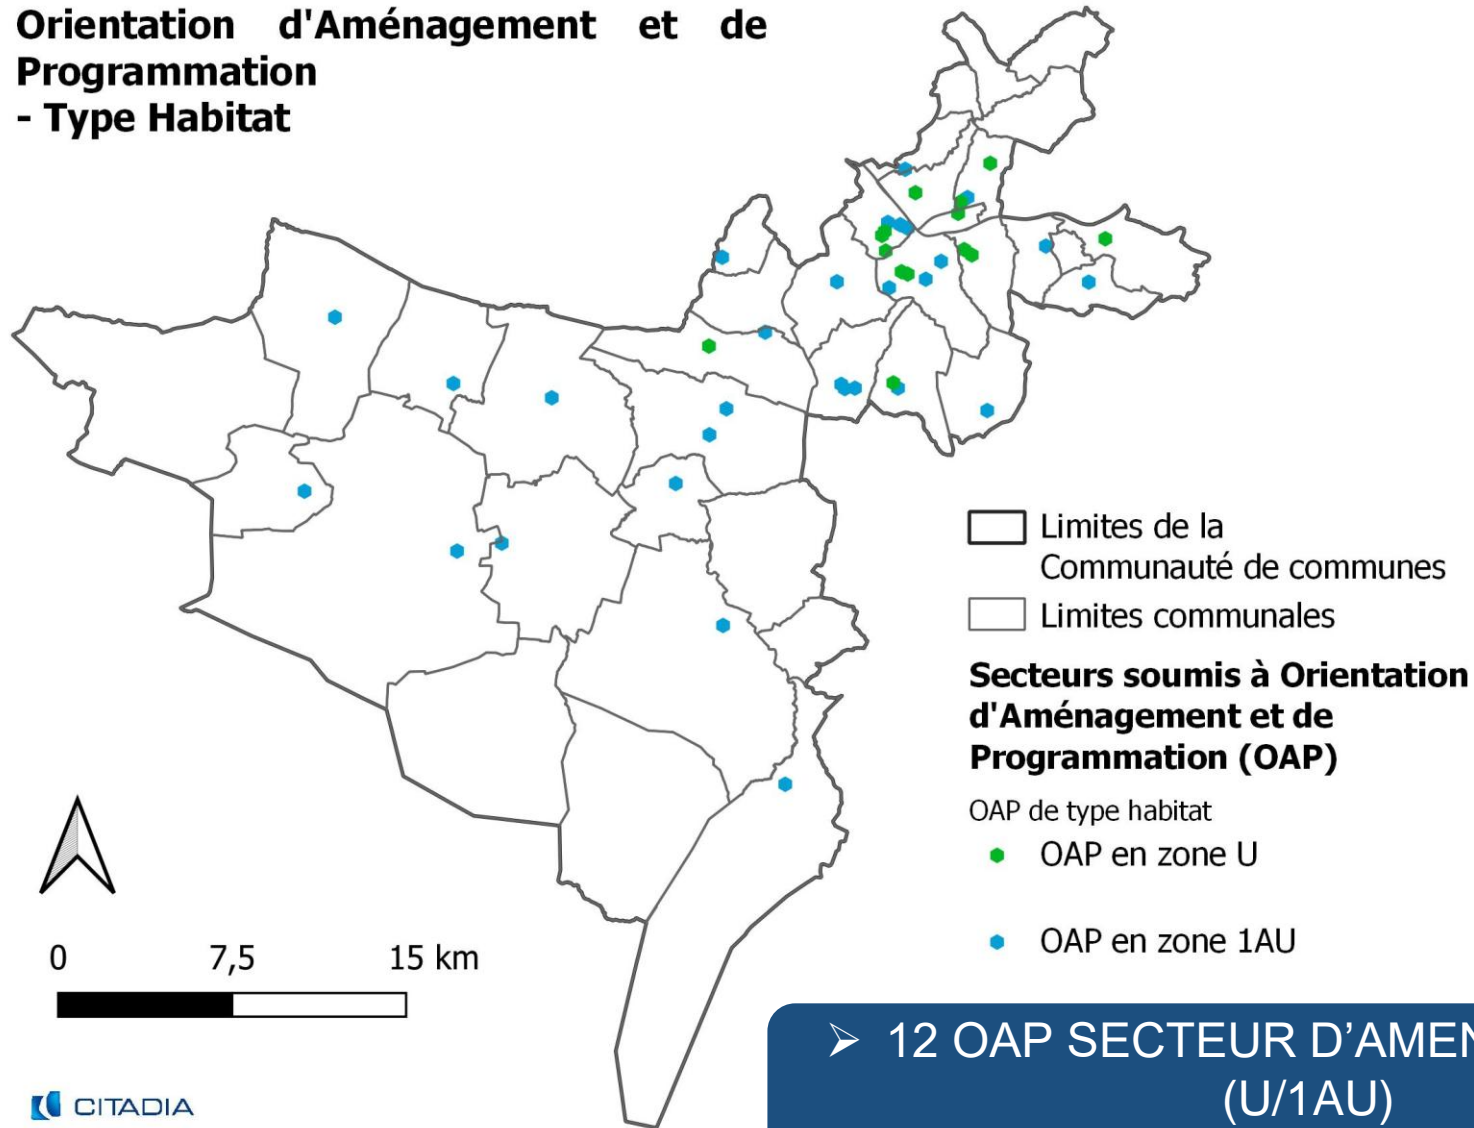 Orientation d'Aménagement et de
Programmation
- Type Habitat
Limites de la
Communauté de communes
Limites communales
Secteurs soumis à Orientation
d'Aménagement et de
Programmation (OAP)
OAP de type habitat
OAP en zone U
OAP en zone 1AU
0 7,5 15 km
CITADIA
➢ 12 OAP SECTEUR D’AMEN
(U/1AU)